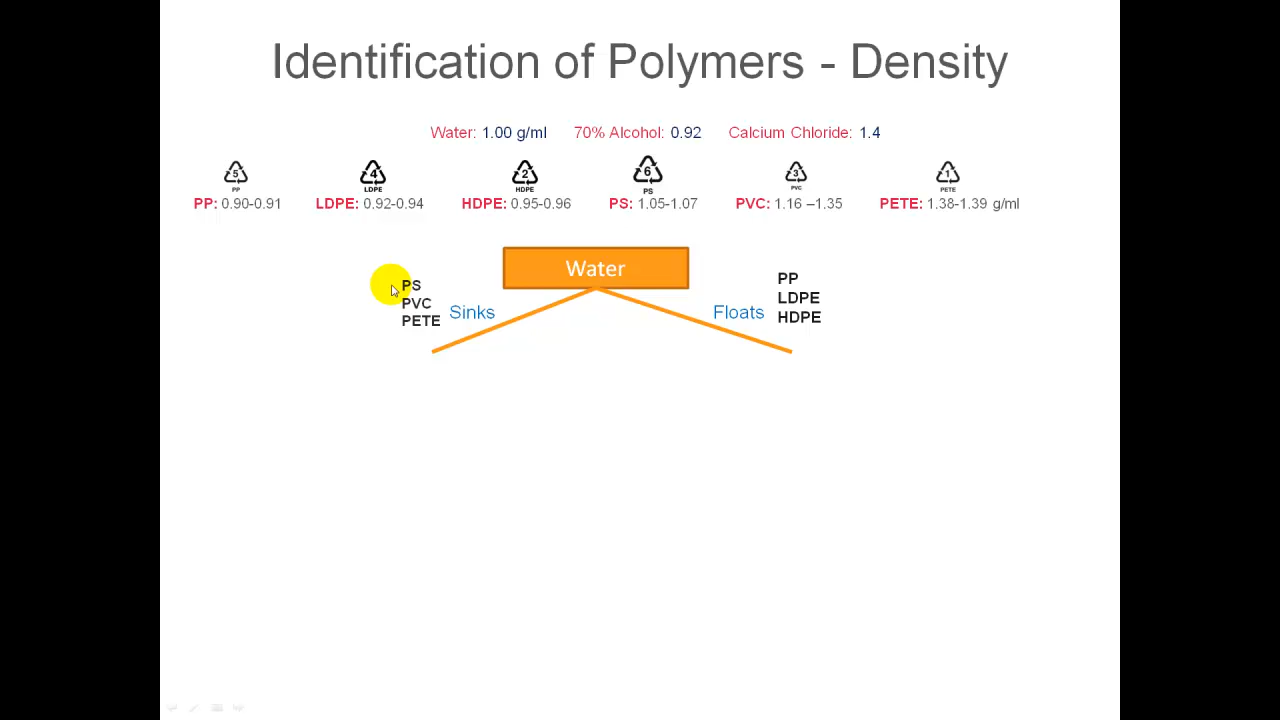 Identification of Polymers - Density
Water: 1.00 g/ml 70% Alcohol: 0.92 Calcium Chloride: 1.4
5 4 2 6 3 1
PP LDPE HDPE PS PVC PETE
PP: 0.90-0.91 LDPE: 0.92-0.94 HDPE: 0.95-0.96 PS: 1.05-1.07 PVC: 1.16 –1.35 PETE: 1.38-1.39 g/ml
Water
PS
PVC
PETE
Sinks
Floats
PP
LDPE
HDPE